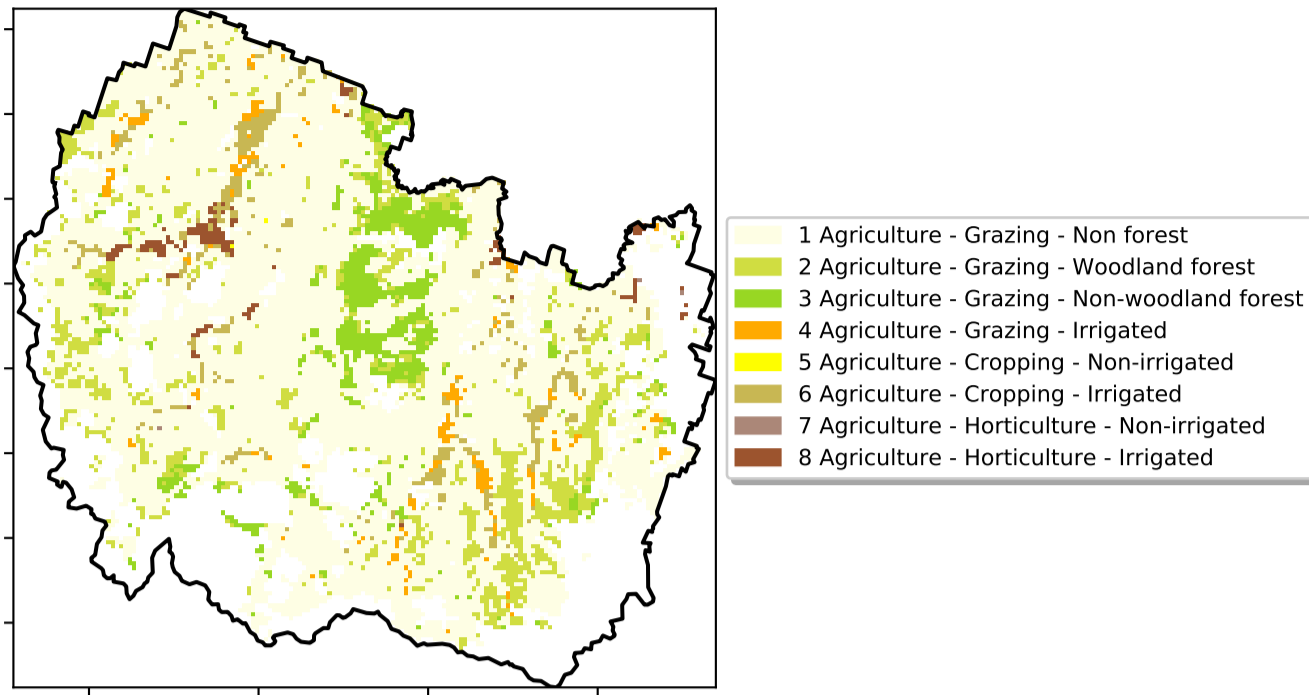 1 Agriculture - Grazing - Non forest
2 Agriculture - Grazing - Woodland forest
3 Agriculture - Grazing - Non-woodland forest
4 Agriculture - Grazing - Irrigated
5 Agriculture - Cropping - Non-irrigated
6 Agriculture - Cropping - Irrigated
7 Agriculture - Horticulture - Non-irrigated
8 Agriculture - Horticulture - Irrigated